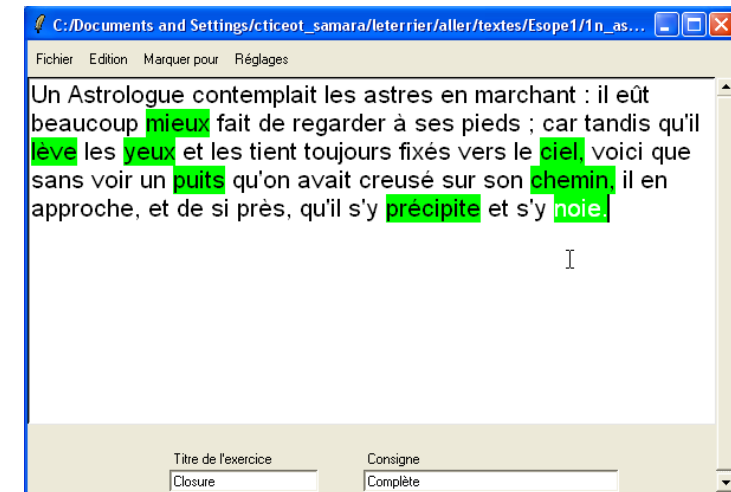 C:/Documents and Settings/cticeot_samara/leterrier/aller/textes/Esope1/1n_as...
Fichier Edition Marquer pour Réglages
Un Astrologue contemplait les astres en marchant : il eût
beaucoup mieux fait de regarder à ses pieds ; car tandis qu'il
lève les yeux et les tient toujours fixés vers le ciel, voici que
sans voir un puits qu'on avait creusé sur son chemin, il en
approche, et de si près, qu'il s'y précipite et s'y noie.
Titre de l'exercice Consigne
Closure Complète